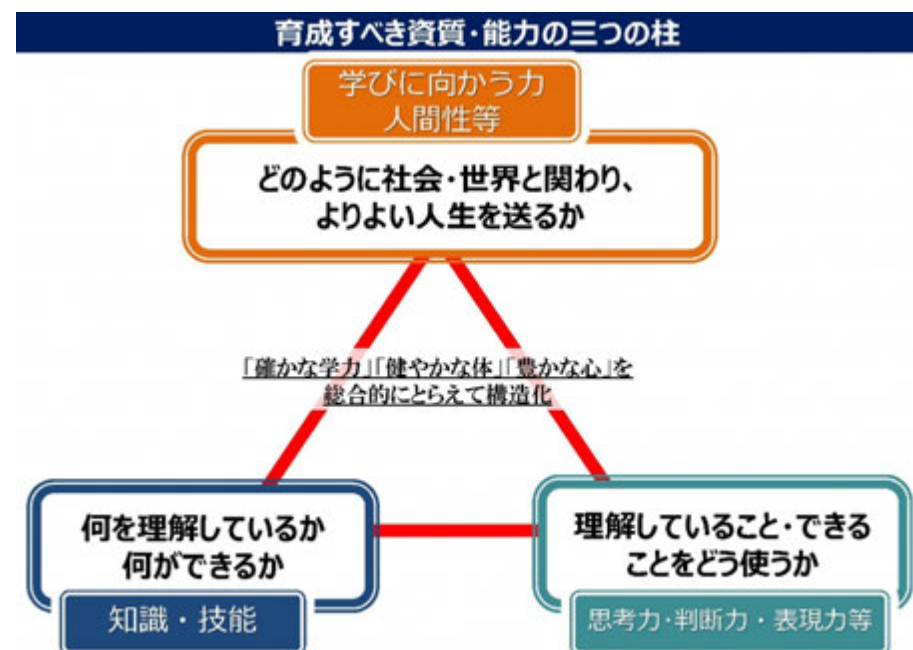 育成すべき資質・能力の三つの柱
学びに向かう力
人間性等
どのように社会・世界と関わり、
よりよい人生を送るか
「確かな学力」「健やかな体」「豊かな心」を
総合的にとらえて構造化
何を理解しているか
何ができるか
知識・技能
理解していること・できる
ことをどう使うか
思考力・判断力・表現力等